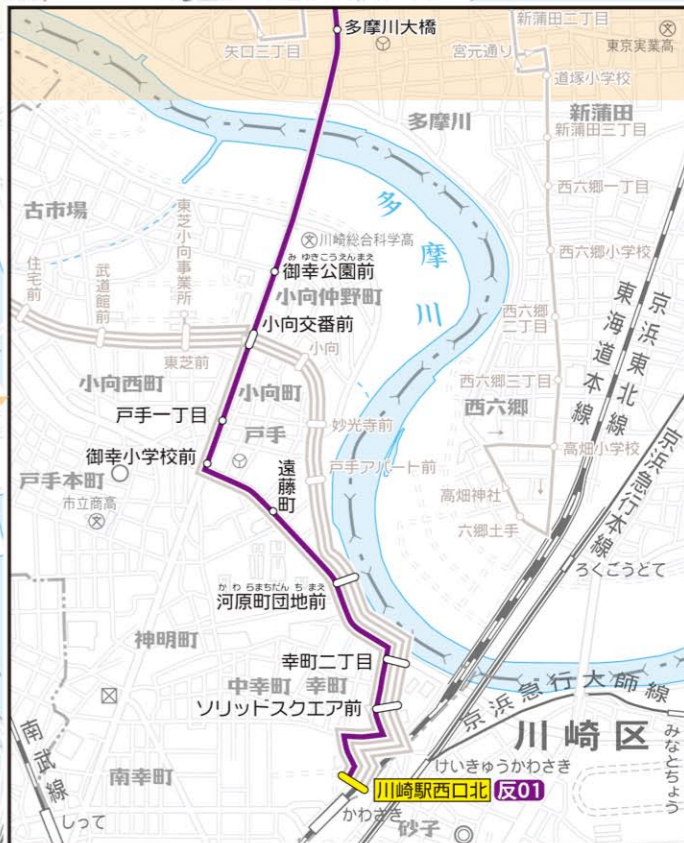 多摩川大橋
矢口三丁目
新蒲田二丁目
宮元通り
東京実業高
道塚小学校
多摩川
新蒲田
新蒲田三丁目
古市場
東芝小向事業所
多摩川
西六郷一丁目
川崎総合科学高
西六郷小学校
みゆきこうえんまえ
御幸公園前
住宅前
武道館前
小向仲野町
小向交番前
西六郷
二丁目
京浜東北線
東海道本線
東芝前
小向
小向西町
小向町
西六郷三丁目
戸手一丁目
西六郷
妙光寺前
戸手
京浜急行本線
御幸小学校前
高畑小学校
戸手アパート前
戸手本町
遠藤町
高畑神社
市立商高
六郷土手
ろくごうどて
かわらまちだんちまえ
河原町団地前
神明町
幸町二丁目
中幸町
幸町
京浜急行大師線
ソリッドスクエア前
川崎区
みなとちょう
南武線
けいきゅうかわさき
南幸町
川崎駅西口北 反01
かわさき
しって
砂子